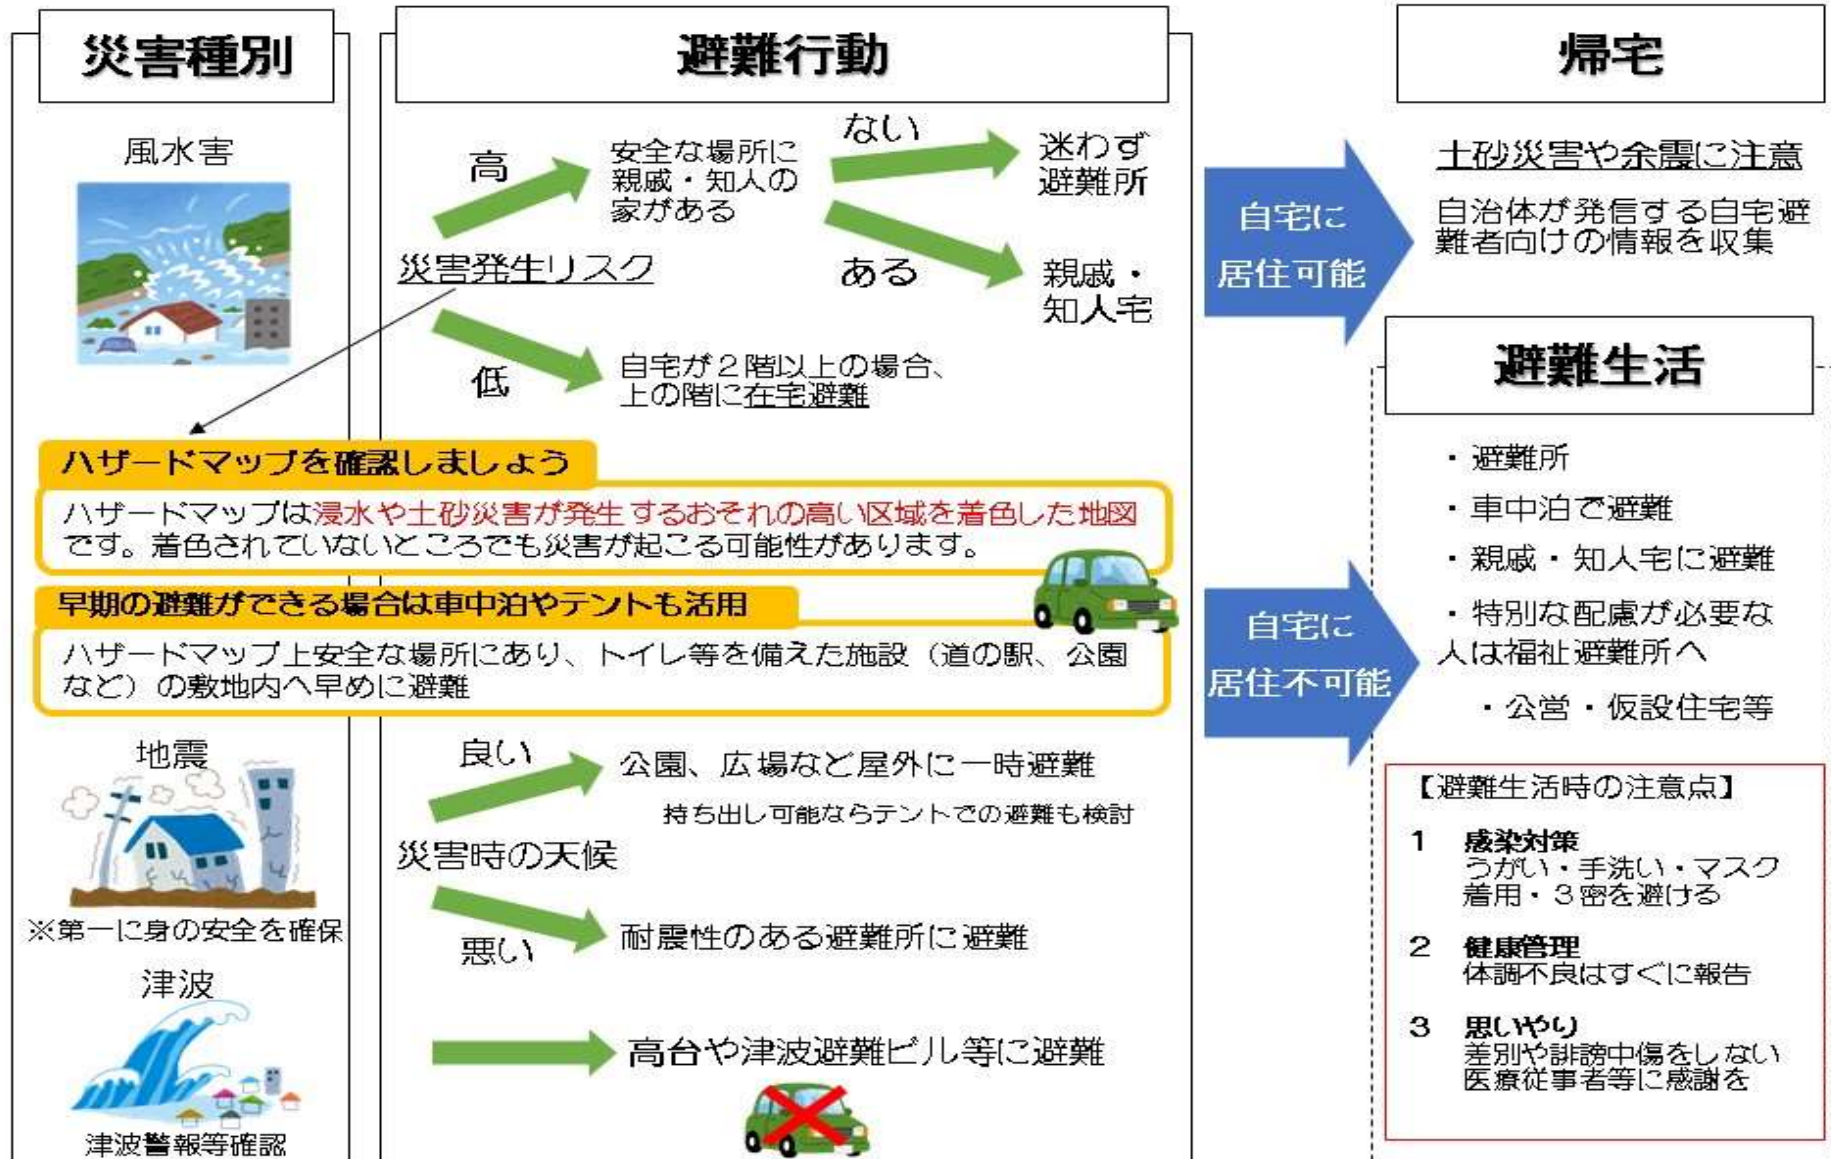 災害種別
風水害
避難行動
高
安全な場所に
親戚・知人の
家がある
ない
迷わず
避難所
ある
親戚・
知人宅
災害発生リスク
低
自宅が２階以上の場合、
上の階に在宅避難
ハザードマップを確認しましょう
ハザードマップは浸水や土砂災害が発生するおそれの高い区域を着色した地図
です。着色されていないところでも災害が起こる可能性があります。
早期の避難ができる場合は車中泊やテントも活用
ハザードマップ上安全な場所にあり、トイレ等を備えた施設（道の駅、公園
など）の敷地内へ早めに避難
地震
※第一に身の安全を確保
災害時の天候
良い
公園、広場など屋外に一時避難
持ち出し可能ならテントでの避難も検討
悪い
耐震性のある避難所に避難
津波
津波警報等確認
高台や津波避難ビル等に避難
自宅に
居住可能
帰宅
土砂災害や余震に注意
自治体が発信する自宅避
難者向けの情報を収集
自宅に
居住不可能
避難生活
・避難所
・車中泊で避難
・親戚・知人宅に避難
・特別な配慮が必要な
人は福祉避難所へ
・公営・仮設住宅等
【避難生活時の注意点】
1 感染対策
うがい・手洗い・マスク
着用・３密を避ける
2 健康管理
体調不良はすぐに報告
3 思いやり
差別や誹謗中傷をしない
医療従事者等に感謝を